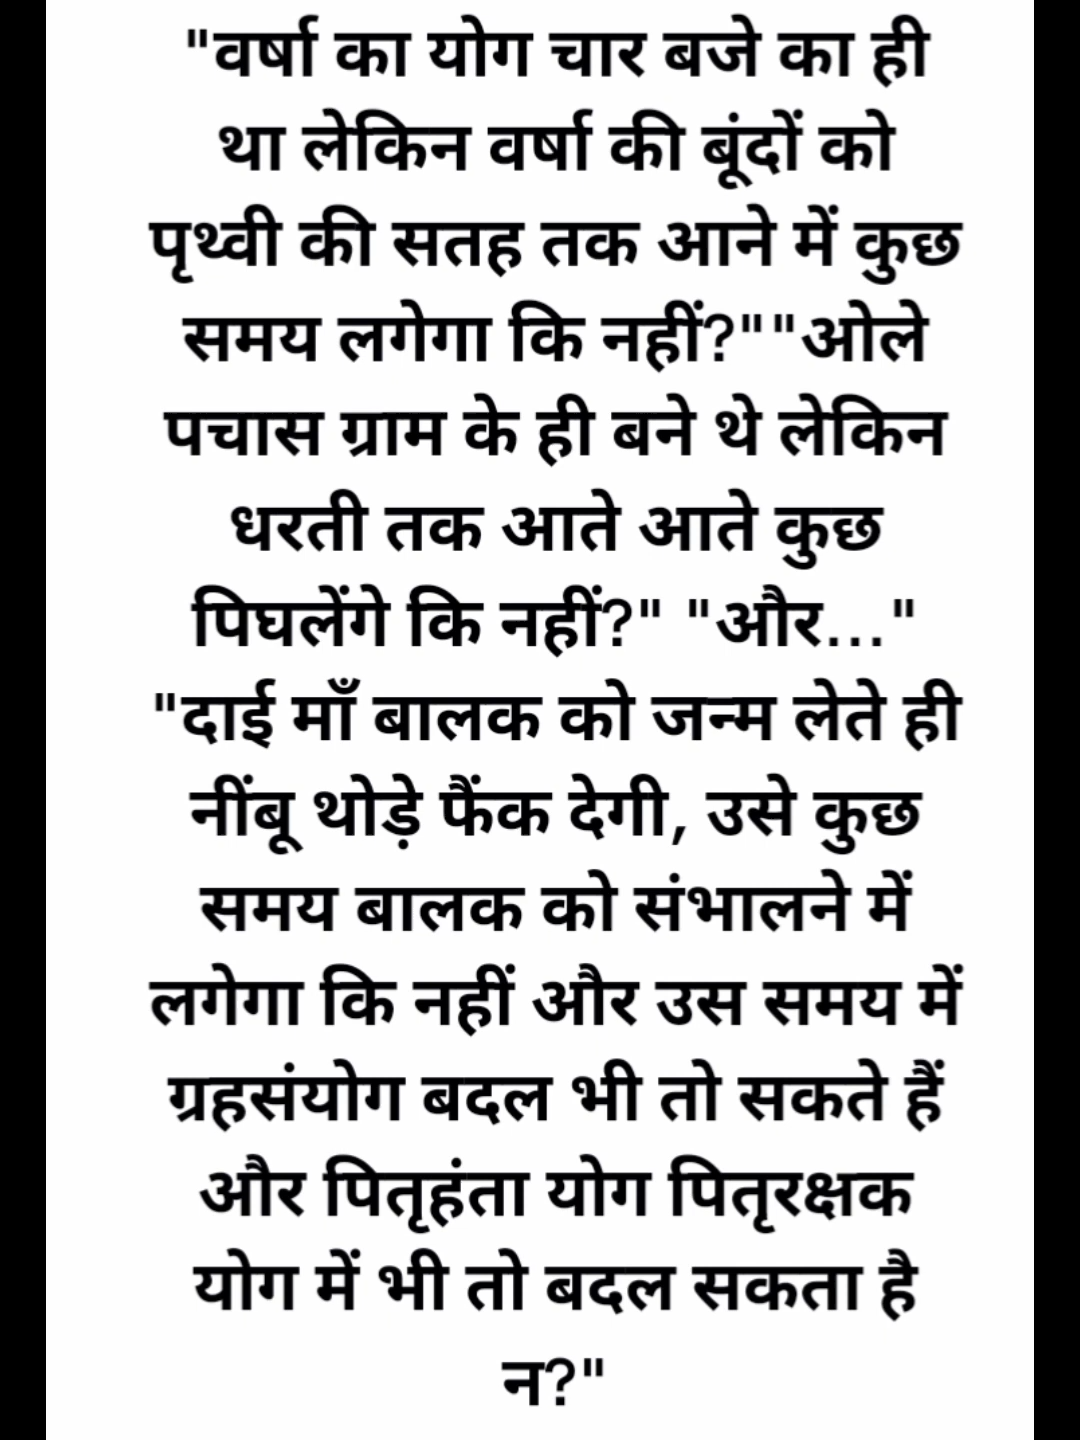 "वर्षा का योग चार बजे का ही
था लेकिन वर्षा की बूंदों को
पृथ्वी की सतह तक आने में कुछ
समय लगेगा कि नहीं?""ओले
पचास ग्राम के ही बने थे लेकिन
धरती तक आते आते कुछ
पिघलेंगे कि नहीं?" "और..."
"दाई माँ बालक को जन्म लेते ही
नींबू थोड़े फैंक देगी, उसे कुछ
समय बालक को संभालने में
लगेगा कि नहीं और उस समय में
ग्रहसंयोग बदल भी तो सकते हैं
और पितृहंता योग पितृरक्षक
योग में भी तो बदल सकता है
न?"